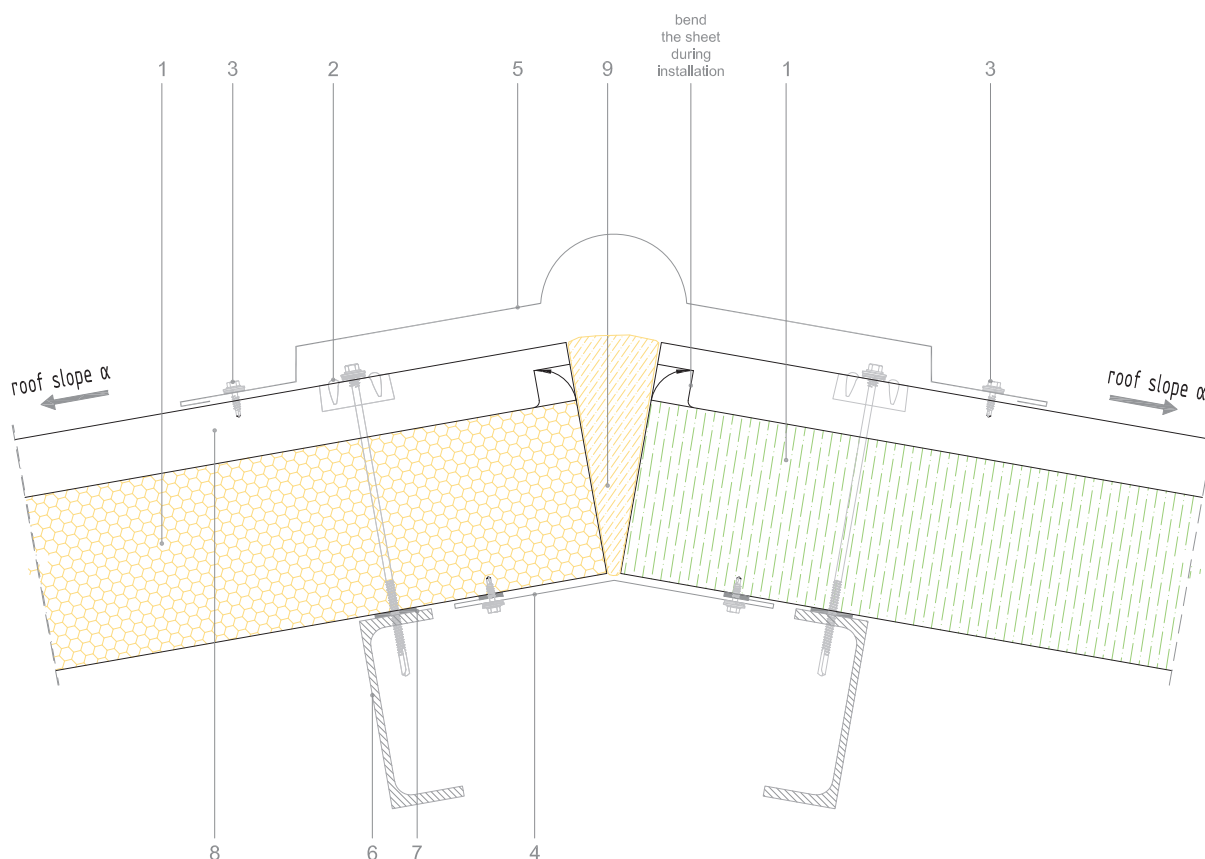 bend
the sheet
during
installation
1 3 2 5 9 1 3
roof slope α
roof slope α
8 6 7 4